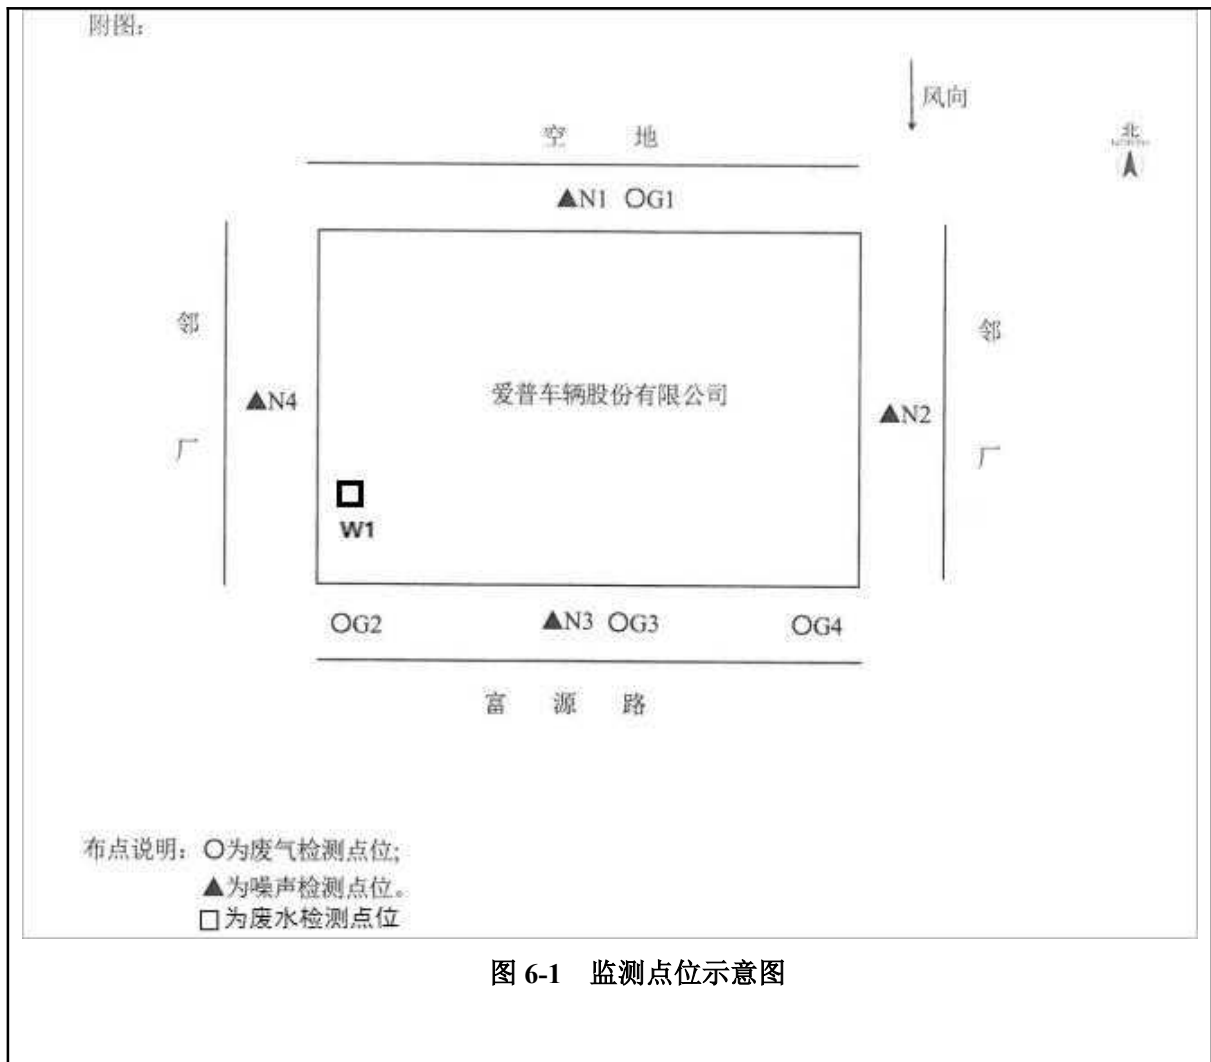 附图:
风向
北
空 地
▲N1 ○G1
邻 厂
▲N4
爱普车辆股份有限公司
▲N2
邻 厂
□
W1
○G2 ▲N3 ○G3 ○G4
富 源 路
布点说明: ○为废气检测点位;
▲为噪声检测点位。
□为废水检测点位
图 6-1 监测点位示意图